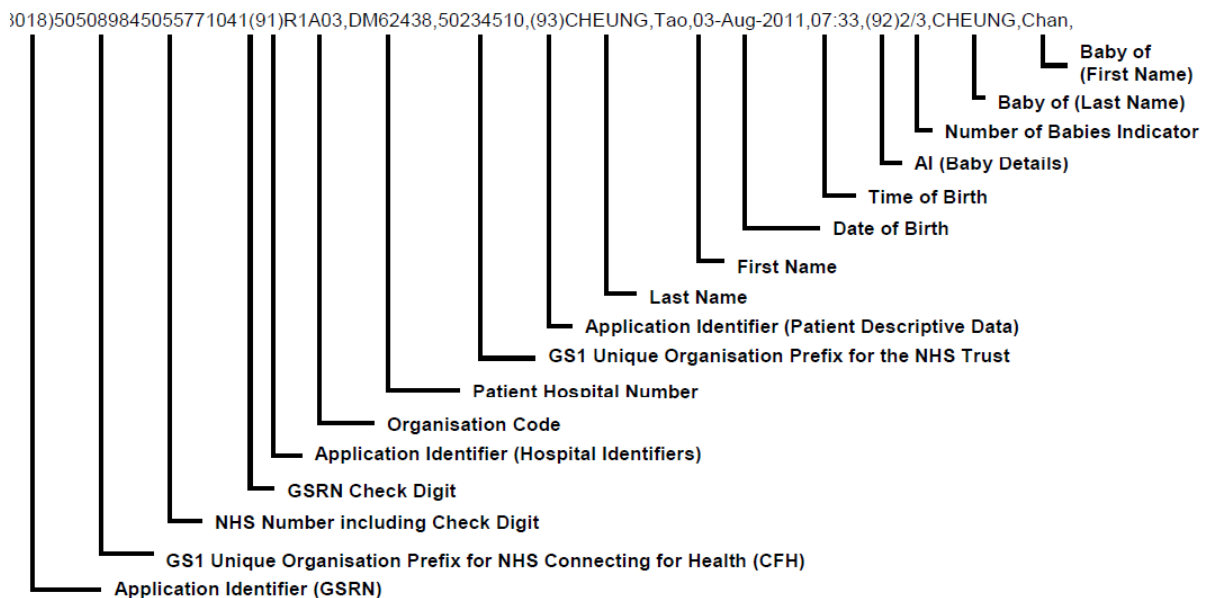 8018)505089845055771041(91)R1A03,DM62438,50234510,(93)CHEUNG,Tao,03-Aug-2011,07:33,(92)2/3,CHEUNG,Chan,
Baby of
(First Name)
Baby of (Last Name)
Number of Babies Indicator
AI (Baby Details)
Time of Birth
Date of Birth
First Name
Last Name
Application Identifier (Patient Descriptive Data)
GS1 Unique Organisation Prefix for the NHS Trust
Patient Hospital Number
Organisation Code
Application Identifier (Hospital Identifiers)
GSRN Check Digit
NHS Number including Check Digit
GS1 Unique Organisation Prefix for NHS Connecting for Health (CFH)
Application Identifier (GSRN)